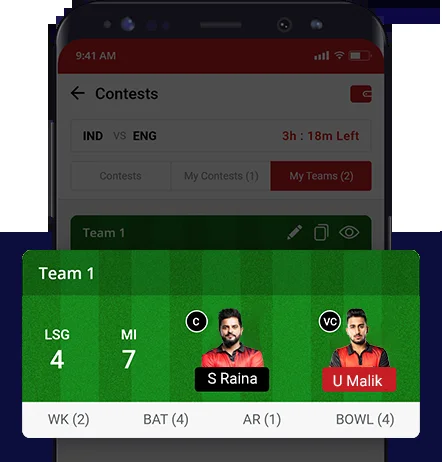 9:41 AM
Contests
IND VS ENG 3h : 18m Left
Contests My Contests (1) My Teams (2)
Team 1
Team 1
LSG MI C VC
4 7
S Raina U Malik
WK (2) BAT (4) AR (1) BOWL (4)